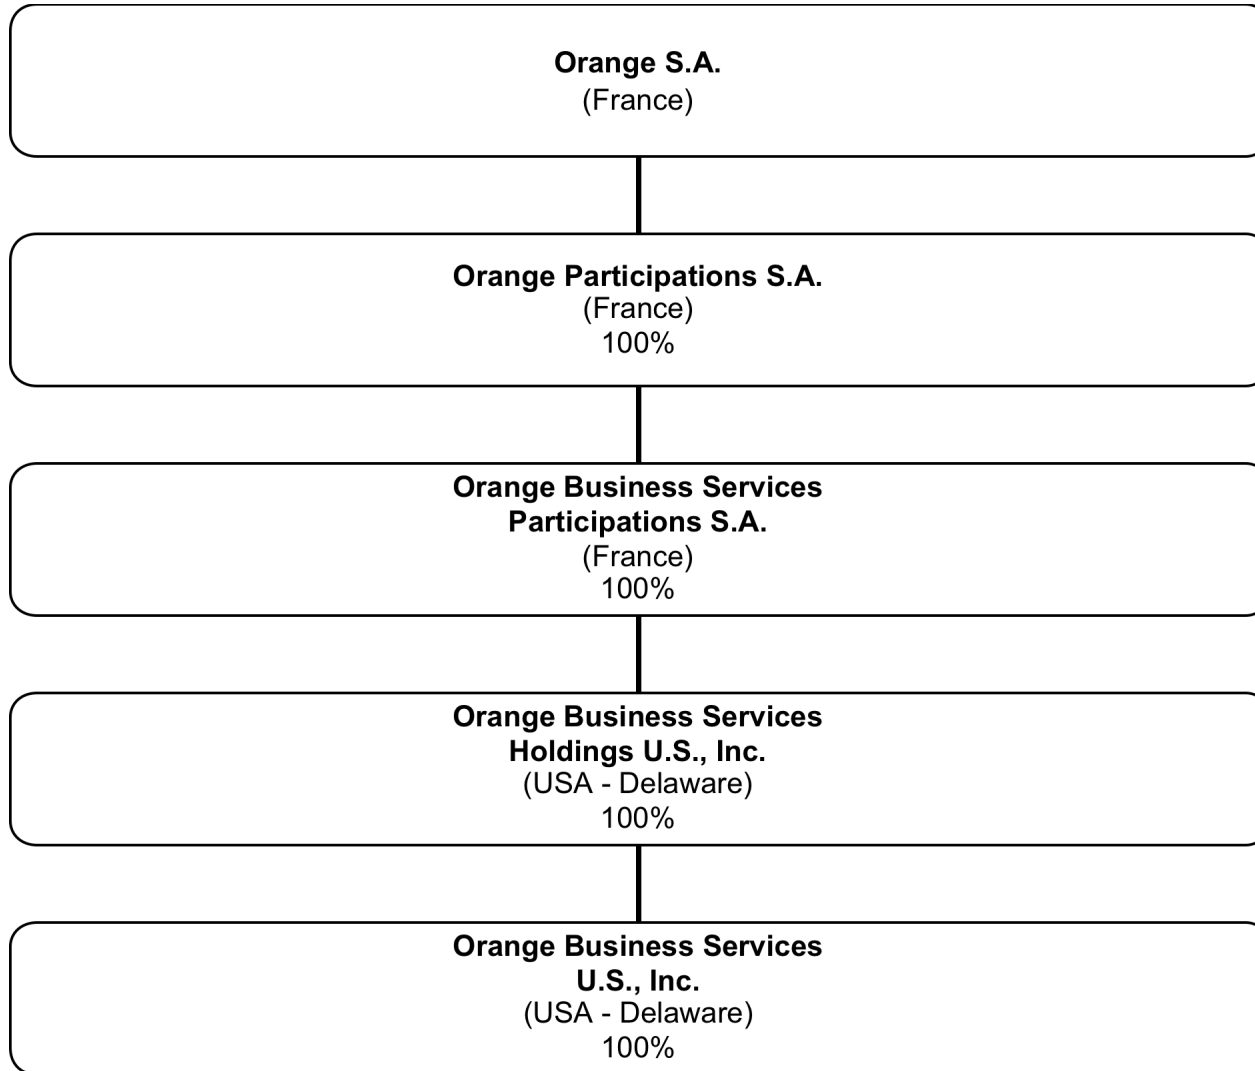 Orange S.A.
(France)
Orange Participations S.A.
(France)
100%
Orange Business Services
Participations S.A.
(France)
100%
Orange Business Services
Holdings U.S., Inc.
(USA - Delaware)
100%
Orange Business Services
U.S., Inc.
(USA - Delaware)
100%